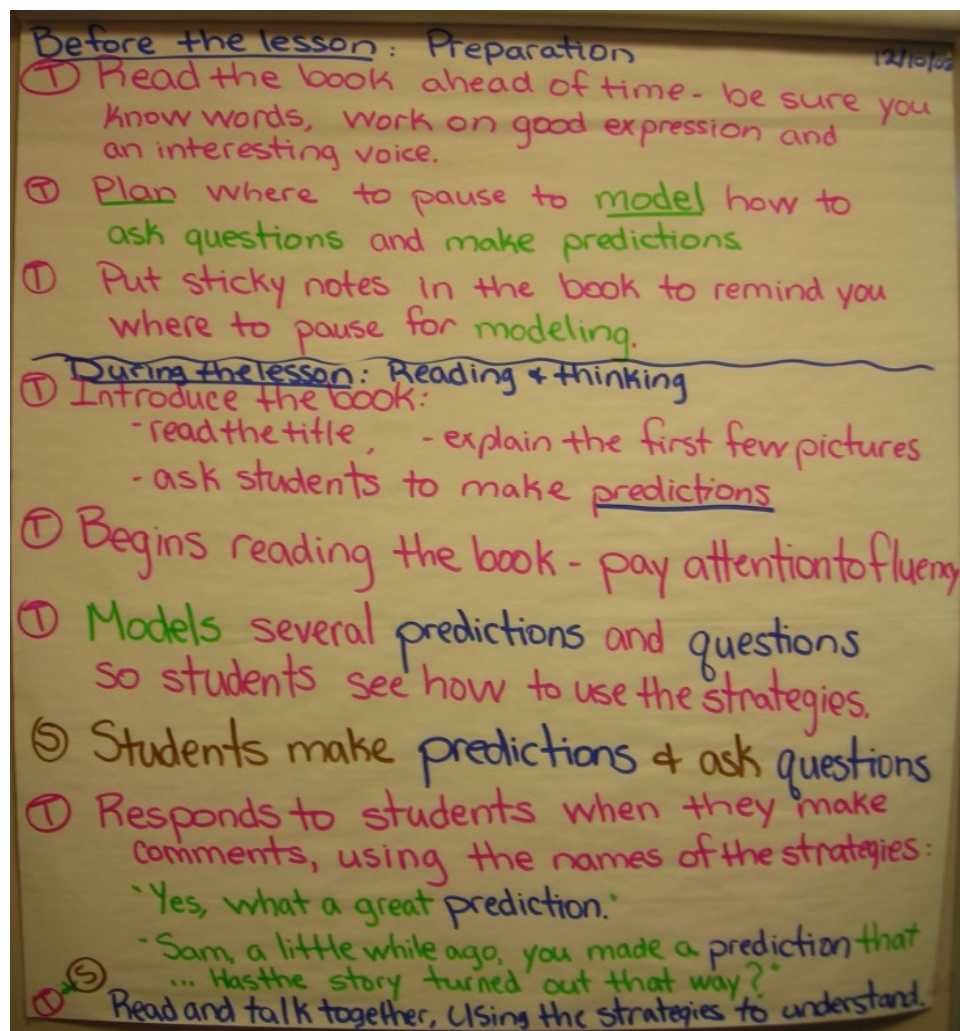 Before the lesson: Preparation
12/10/02
T Read the book ahead of time - be sure you
know words, work on good expression and
an interesting voice.
T Plan where to pause to model how to
ask questions and make predictions
T Put sticky notes in the book to remind you
where to pause for modeling.
During the lesson: Reading & thinking
T Introduce the book:
- read the title, - explain the first few pictures
- ask students to make predictions
T Begins reading the book - pay attention to fluency
T Models several predictions and questions
so students see how to use the strategies.
S Students make predictions & ask questions
T Responds to students when they make
comments, using the names of the strategies:
"Yes, what a great prediction."
"Sam, a little while ago, you made a prediction that
... Has the story turned out that way?"
T S Read and talk together, Using the strategies to understand.